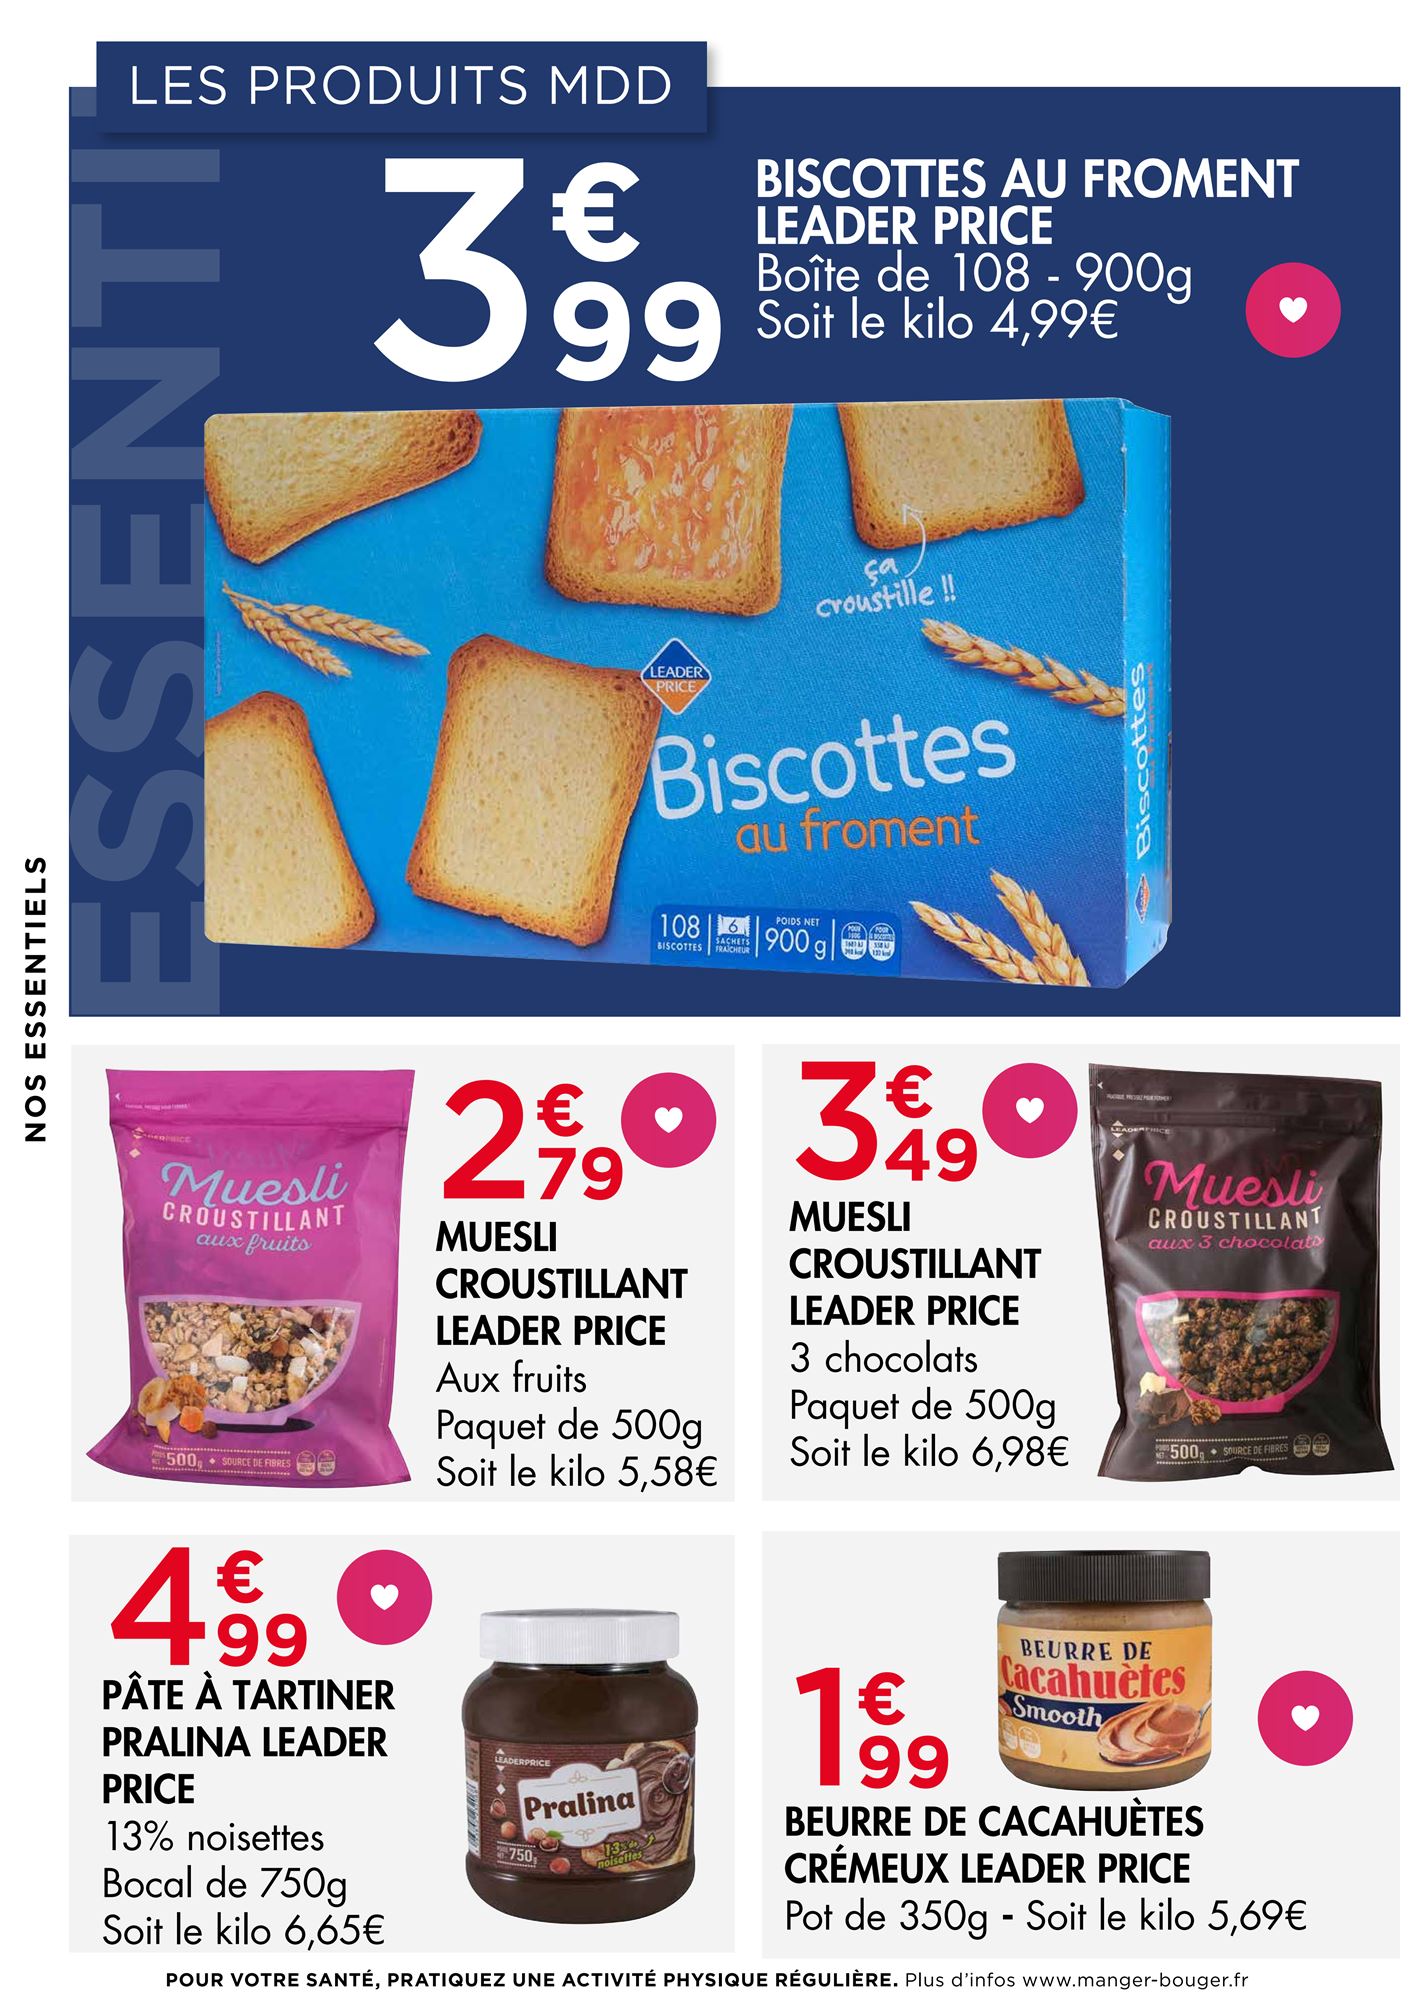 LES PRODUITS MDD
ESSENTI
NOS ESSENTIELS
3€99
BISCOTTES AU FROMENT
LEADER PRICE
Boîte de 108 - 900g
Soit le kilo 4,99€
ça
croustille !!
LEADER
PRICE
Biscottes
au froment
108
BISCOTTES
6
SACHETS
FRAÎCHEUR
POIDS NET
900 g
Biscottes
au froment
2€79
MUESLI
CROUSTILLANT
LEADER PRICE
Aux fruits
Paquet de 500g
Soit le kilo 5,58€
LEADERPRICE
Muesli
CROUSTILLANT
aux fruits
500g
SOURCE DE FIBRES
3€49
MUESLI
CROUSTILLANT
LEADER PRICE
3 chocolats
Paquet de 500g
Soit le kilo 6,98€
LEADERPRICE
Muesli
CROUSTILLANT
aux 3 chocolats
500g
SOURCE DE FIBRES
4€99
PÂTE À TARTINER
PRALINA LEADER
PRICE
13% noisettes
Bocal de 750g
Soit le kilo 6,65€
LEADERPRICE
Pralina
750g
13% de
noisettes
BEURRE DE
Cacahuètes
Smooth
1€99
BEURRE DE CACAHUÈTES
CRÉMEUX LEADER PRICE
Pot de 350g - Soit le kilo 5,69€
POUR VOTRE SANTÉ, PRATIQUEZ UNE ACTIVITÉ PHYSIQUE RÉGULIÈRE. Plus d'infos www.manger-bouger.fr